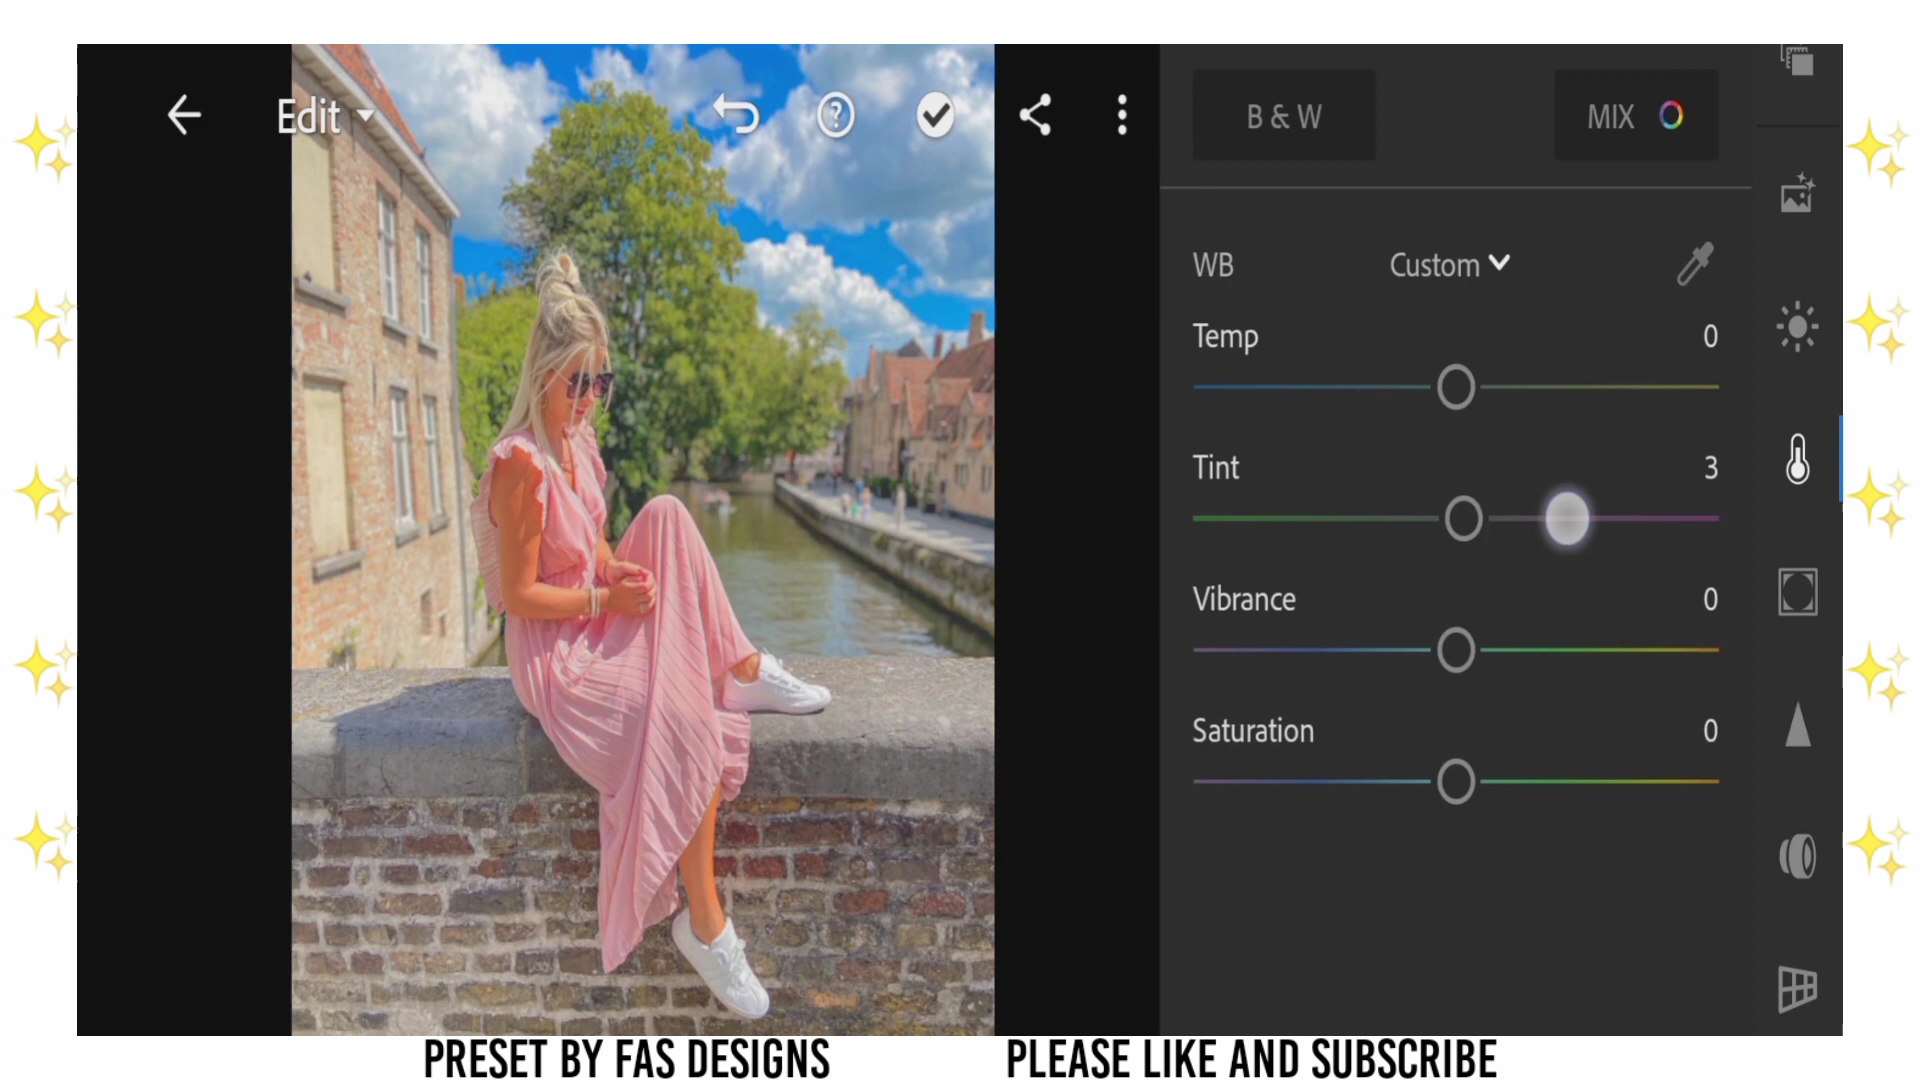 Edit
B & W
MIX
WB
Custom
Temp
0
Tint
3
Vibrance
0
Saturation
0
PRESET BY FAS DESIGNS
PLEASE LIKE AND SUBSCRIBE